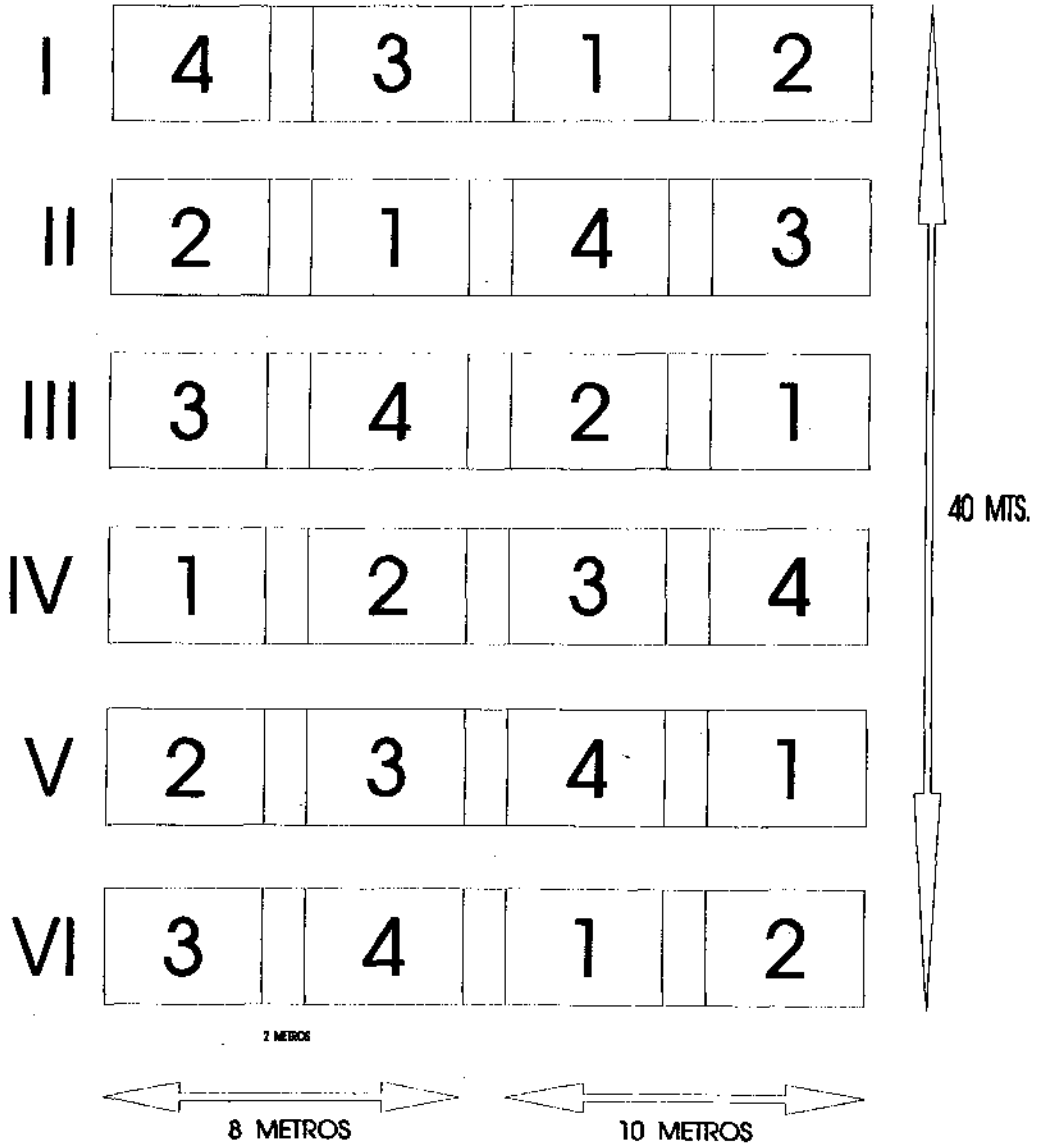 I 4 3 1 2
II 2 1 4 3
III 3 4 2 1
40 MTS.
IV 1 2 3 4
V 2 3 4 1
VI 3 4 1 2
2 METROS
8 METROS 10 METROS